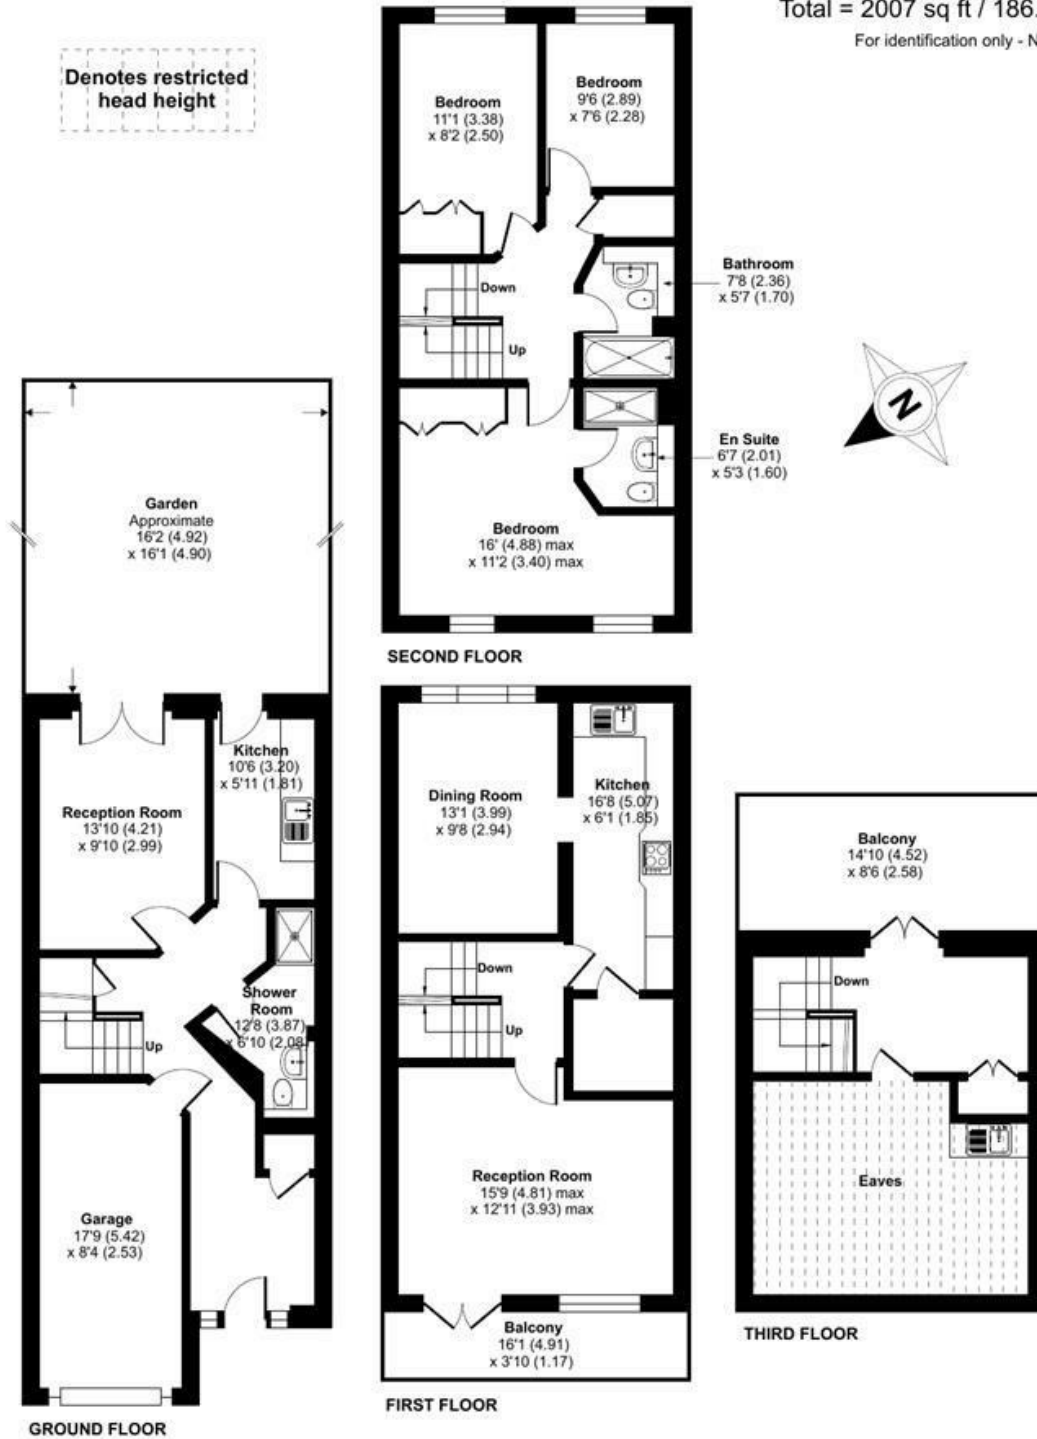 Total = 2007 sq ft / 186.
For identification only - N
Denotes restricted
head height
Bedroom
11'1 (3.38)
x 8'2 (2.50)
Bedroom
9'6 (2.89)
x 7'6 (2.28)
Bathroom
7'8 (2.36)
x 5'7 (1.70)
Down
Up
En Suite
6'7 (2.01)
x 5'3 (1.60)
Bedroom
16' (4.88) max
x 11'2 (3.40) max
SECOND FLOOR
N
Garden
Approximate
16'2 (4.92)
x 16'1 (4.90)
Kitchen
10'6 (3.20)
x 5'11 (1.81)
Reception Room
13'10 (4.21)
x 9'10 (2.99)
Shower
Room
12'8 (3.87)
x 6'10 (2.08)
Up
Garage
17'9 (5.42)
x 8'4 (2.53)
GROUND FLOOR
Dining Room
13'1 (3.99)
x 9'8 (2.94)
Kitchen
16'8 (5.07)
x 6'1 (1.85)
Down
Up
Reception Room
15'9 (4.81) max
x 12'11 (3.93) max
Balcony
16'1 (4.91)
x 3'10 (1.17)
FIRST FLOOR
Balcony
14'10 (4.52)
x 8'6 (2.58)
Down
Eaves
THIRD FLOOR